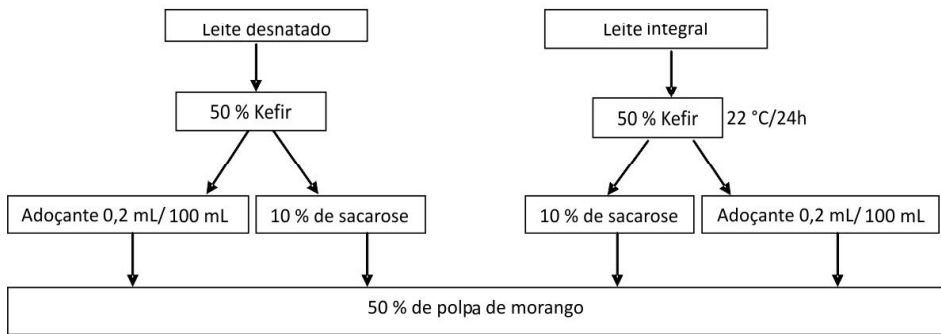 Leite desnatado
Leite integral
50 % Kefir
50 % Kefir
22 °C/24h
Adoçante 0,2 mL/ 100 mL
10 % de sacarose
10 % de sacarose
Adoçante 0,2 mL/ 100 mL
50 % de polpa de morango